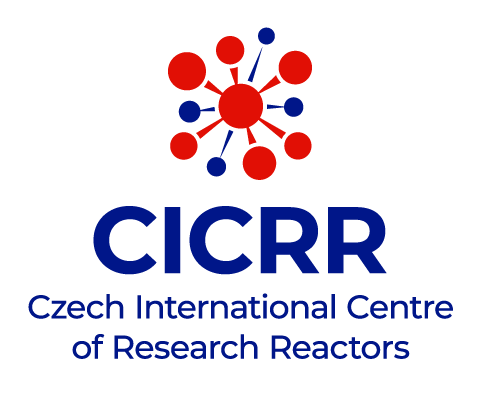 CICRR
Czech International Centre
of Research Reactors